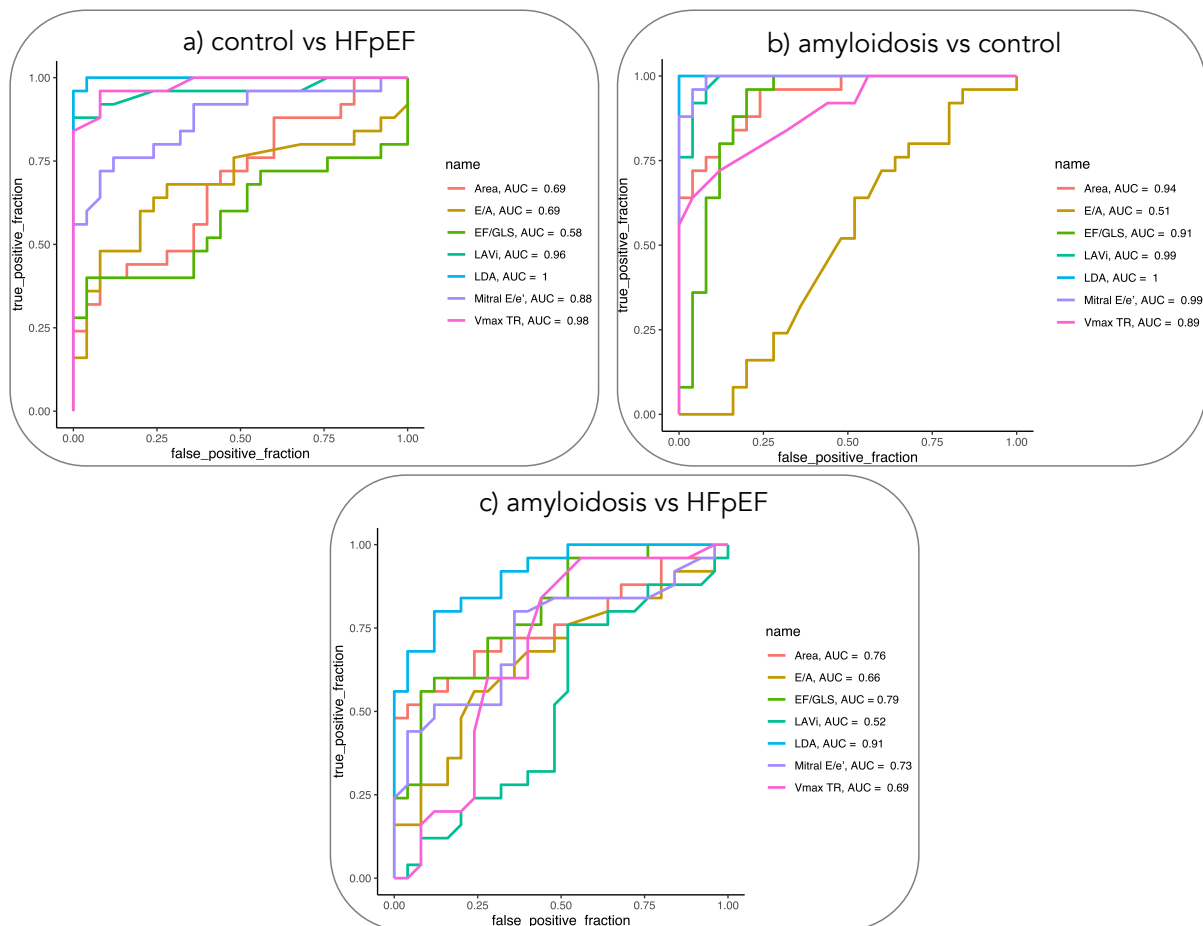 a) control vs HFpEF
1.00
0.75
0.50
0.25
0.00
true_positive_fraction
0.00 0.25 0.50 0.75 1.00
false_positive_fraction
name
Area, AUC = 0.69
E/A, AUC = 0.69
EF/GLS, AUC = 0.58
LAVi, AUC = 0.96
LDA, AUC = 1
Mitral E/e', AUC = 0.88
Vmax TR, AUC = 0.98
b) amyloidosis vs control
1.00
0.75
0.50
0.25
0.00
true_positive_fraction
0.00 0.25 0.50 0.75 1.00
false_positive_fraction
name
Area, AUC = 0.94
E/A, AUC = 0.51
EF/GLS, AUC = 0.91
LAVi, AUC = 0.99
LDA, AUC = 1
Mitral E/e', AUC = 0.99
Vmax TR, AUC = 0.89
c) amyloidosis vs HFpEF
1.00
0.75
0.50
0.25
0.00
true_positive_fraction
0.00 0.25 0.50 0.75 1.00
false_positive_fraction
name
Area, AUC = 0.76
E/A, AUC = 0.66
EF/GLS, AUC = 0.79
LAVi, AUC = 0.52
LDA, AUC = 0.91
Mitral E/e', AUC = 0.73
Vmax TR, AUC = 0.69